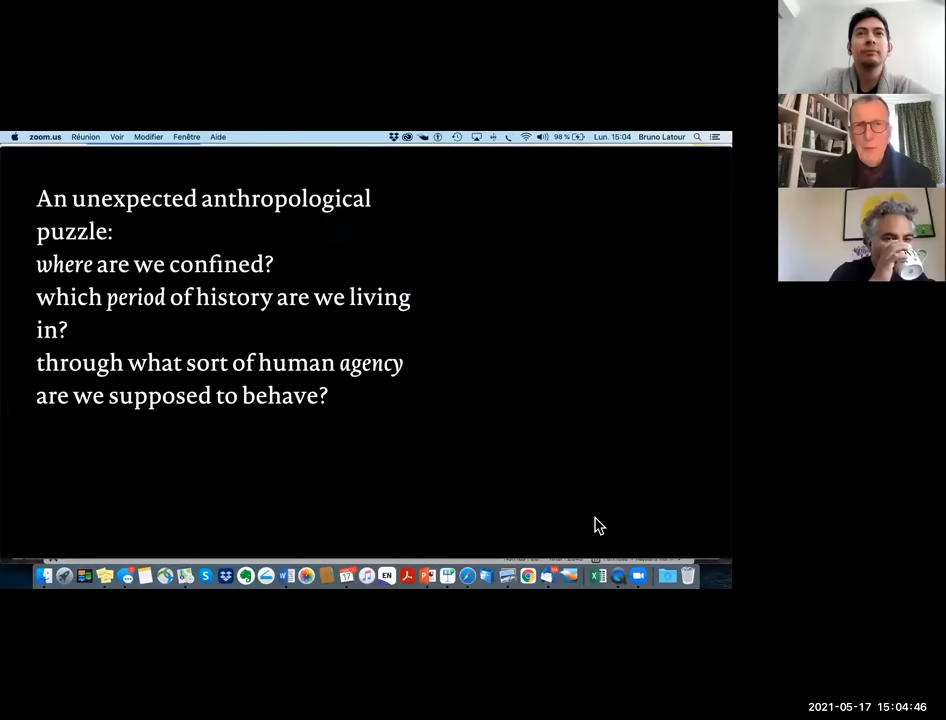 zoom.us Réunion Voir Modifier Fenêtre Aide 98 % Lun. 15:04 Bruno Latour
An unexpected anthropological
puzzle:
where are we confined?
which period of history are we living
in?
through what sort of human agency
are we supposed to behave?
17 EN
2021-05-17 15:04:46